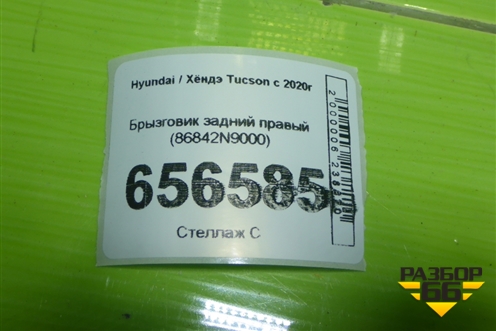 Hyundai / Хёндэ Tucson с 2020г
Брызговик задний правый
(86842N9000)
656585
Стеллаж С
РАЗБОР
66